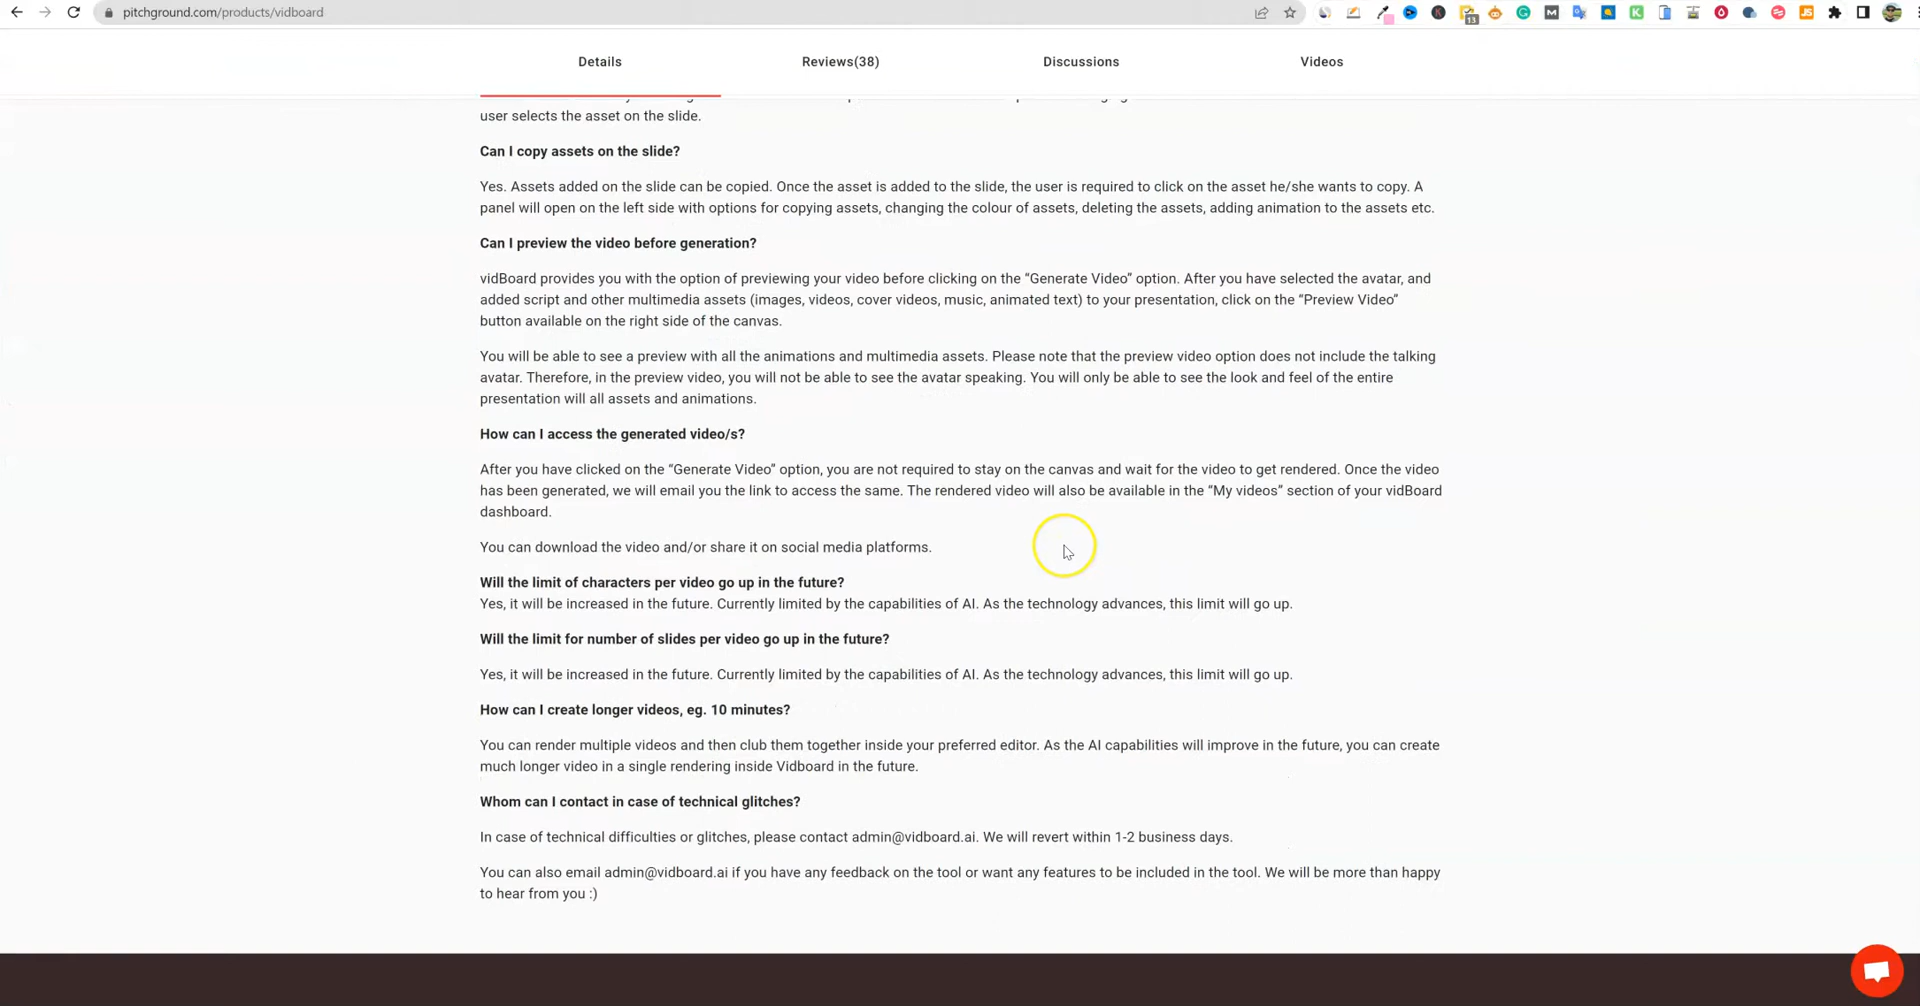 pitchground.com/products/vidboard
13
Details
Reviews(38)
Discussions
Videos
user selects the asset on the slide.
Can I copy assets on the slide?
Yes. Assets added on the slide can be copied. Once the asset is added to the slide, the user is required to click on the asset he/she wants to copy. A
panel will open on the left side with options for copying assets, changing the colour of assets, deleting the assets, adding animation to the assets etc.
Can I preview the video before generation?
vidBoard provides you with the option of previewing your video before clicking on the “Generate Video” option. After you have selected the avatar, and
added script and other multimedia assets (images, videos, cover videos, music, animated text) to your presentation, click on the “Preview Video”
button available on the right side of the canvas.
You will be able to see a preview with all the animations and multimedia assets. Please note that the preview video option does not include the talking
avatar. Therefore, in the preview video, you will not be able to see the avatar speaking. You will only be able to see the look and feel of the entire
presentation will all assets and animations.
How can I access the generated video/s?
After you have clicked on the “Generate Video” option, you are not required to stay on the canvas and wait for the video to get rendered. Once the video
has been generated, we will email you the link to access the same. The rendered video will also be available in the “My videos” section of your vidBoard
dashboard.
You can download the video and/or share it on social media platforms.
Will the limit of characters per video go up in the future?
Yes, it will be increased in the future. Currently limited by the capabilities of AI. As the technology advances, this limit will go up.
Will the limit for number of slides per video go up in the future?
Yes, it will be increased in the future. Currently limited by the capabilities of AI. As the technology advances, this limit will go up.
How can I create longer videos, eg. 10 minutes?
You can render multiple videos and then club them together inside your preferred editor. As the AI capabilities will improve in the future, you can create
much longer video in a single rendering inside Vidboard in the future.
Whom can I contact in case of technical glitches?
In case of technical difficulties or glitches, please contact admin@vidboard.ai. We will revert within 1-2 business days.
You can also email admin@vidboard.ai if you have any feedback on the tool or want any features to be included in the tool. We will be more than happy
to hear from you :)